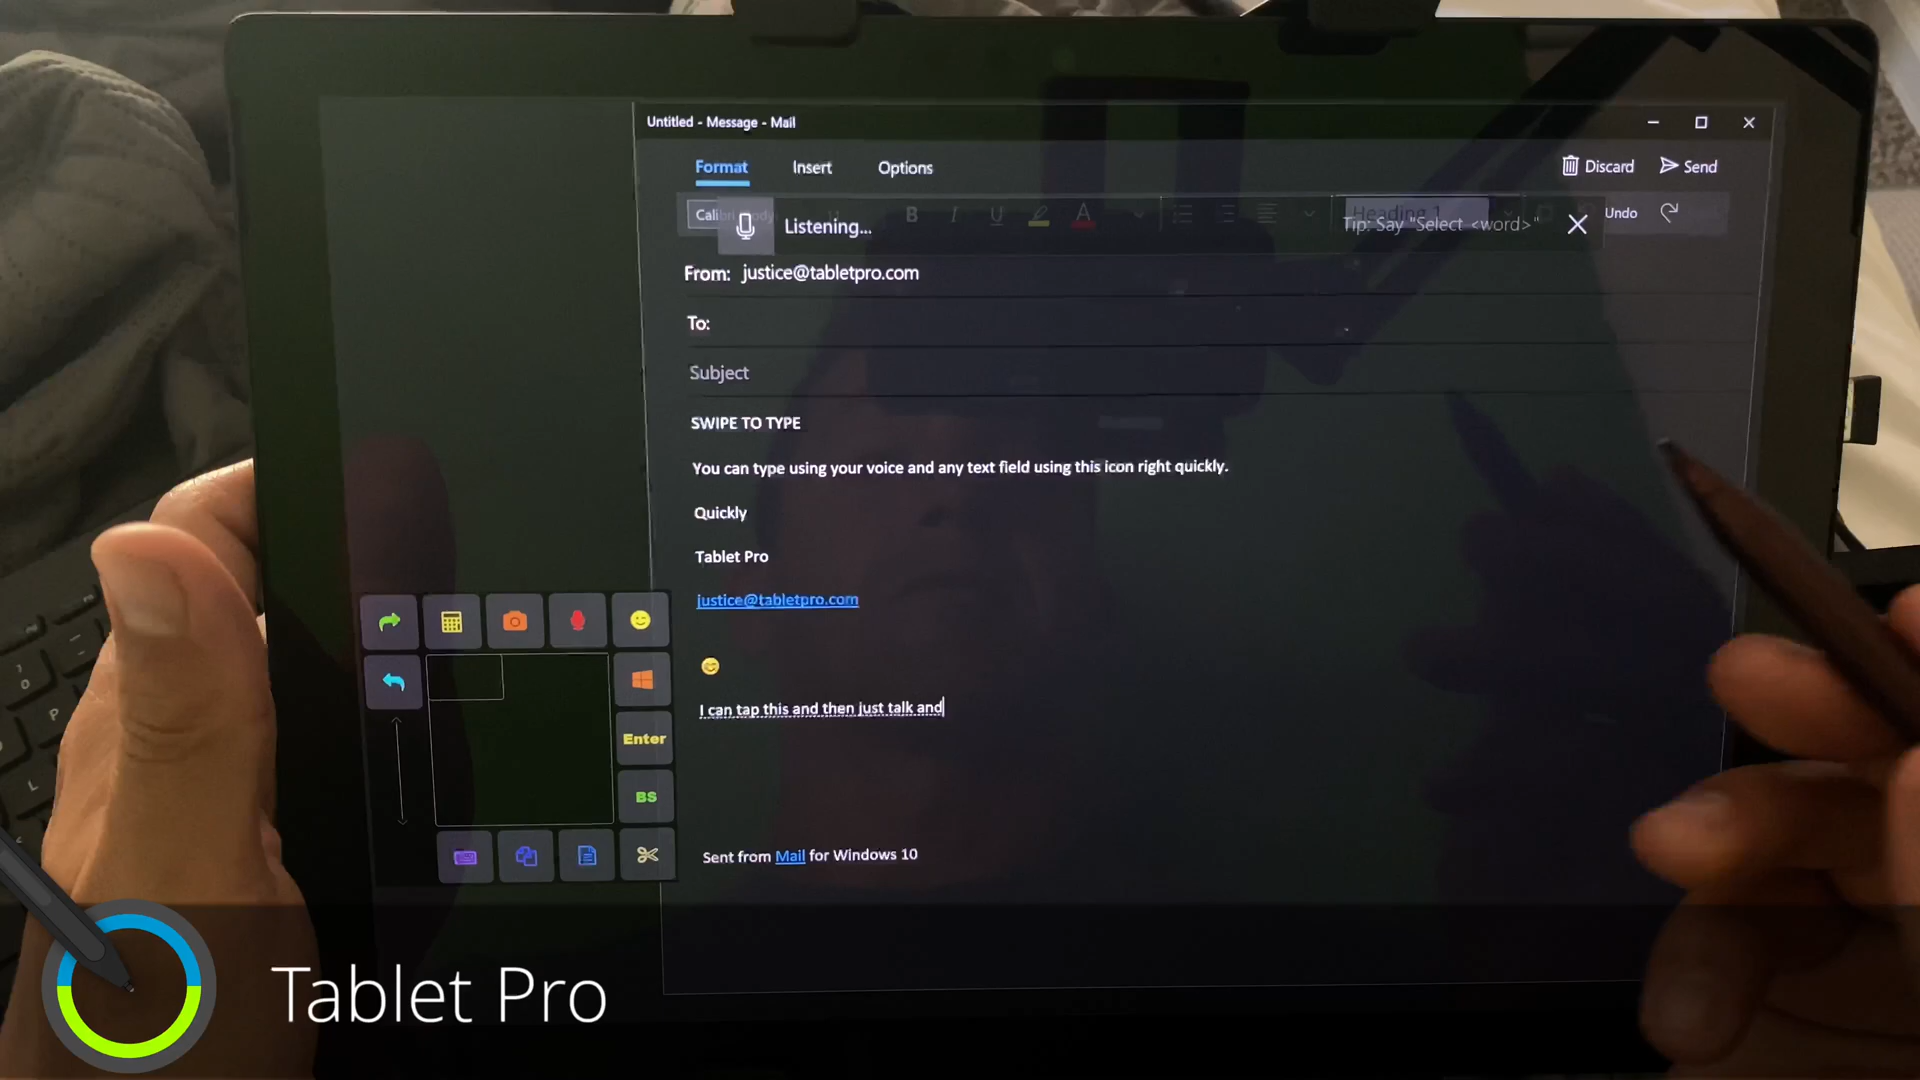 Untitled - Message - Mail
Format Insert Options Discard Send
Heading 1 Undo
Listening... Tip: Say "Select <word>"
From: justice@tabletpro.com
To:
Subject
SWIPE TO TYPE
You can type using your voice and any text field using this icon right quickly.
Quickly
Tablet Pro
justice@tabletpro.com
I can tap this and then just talk and
Enter
BS
Sent from Mail for Windows 10
Tablet Pro
P
L